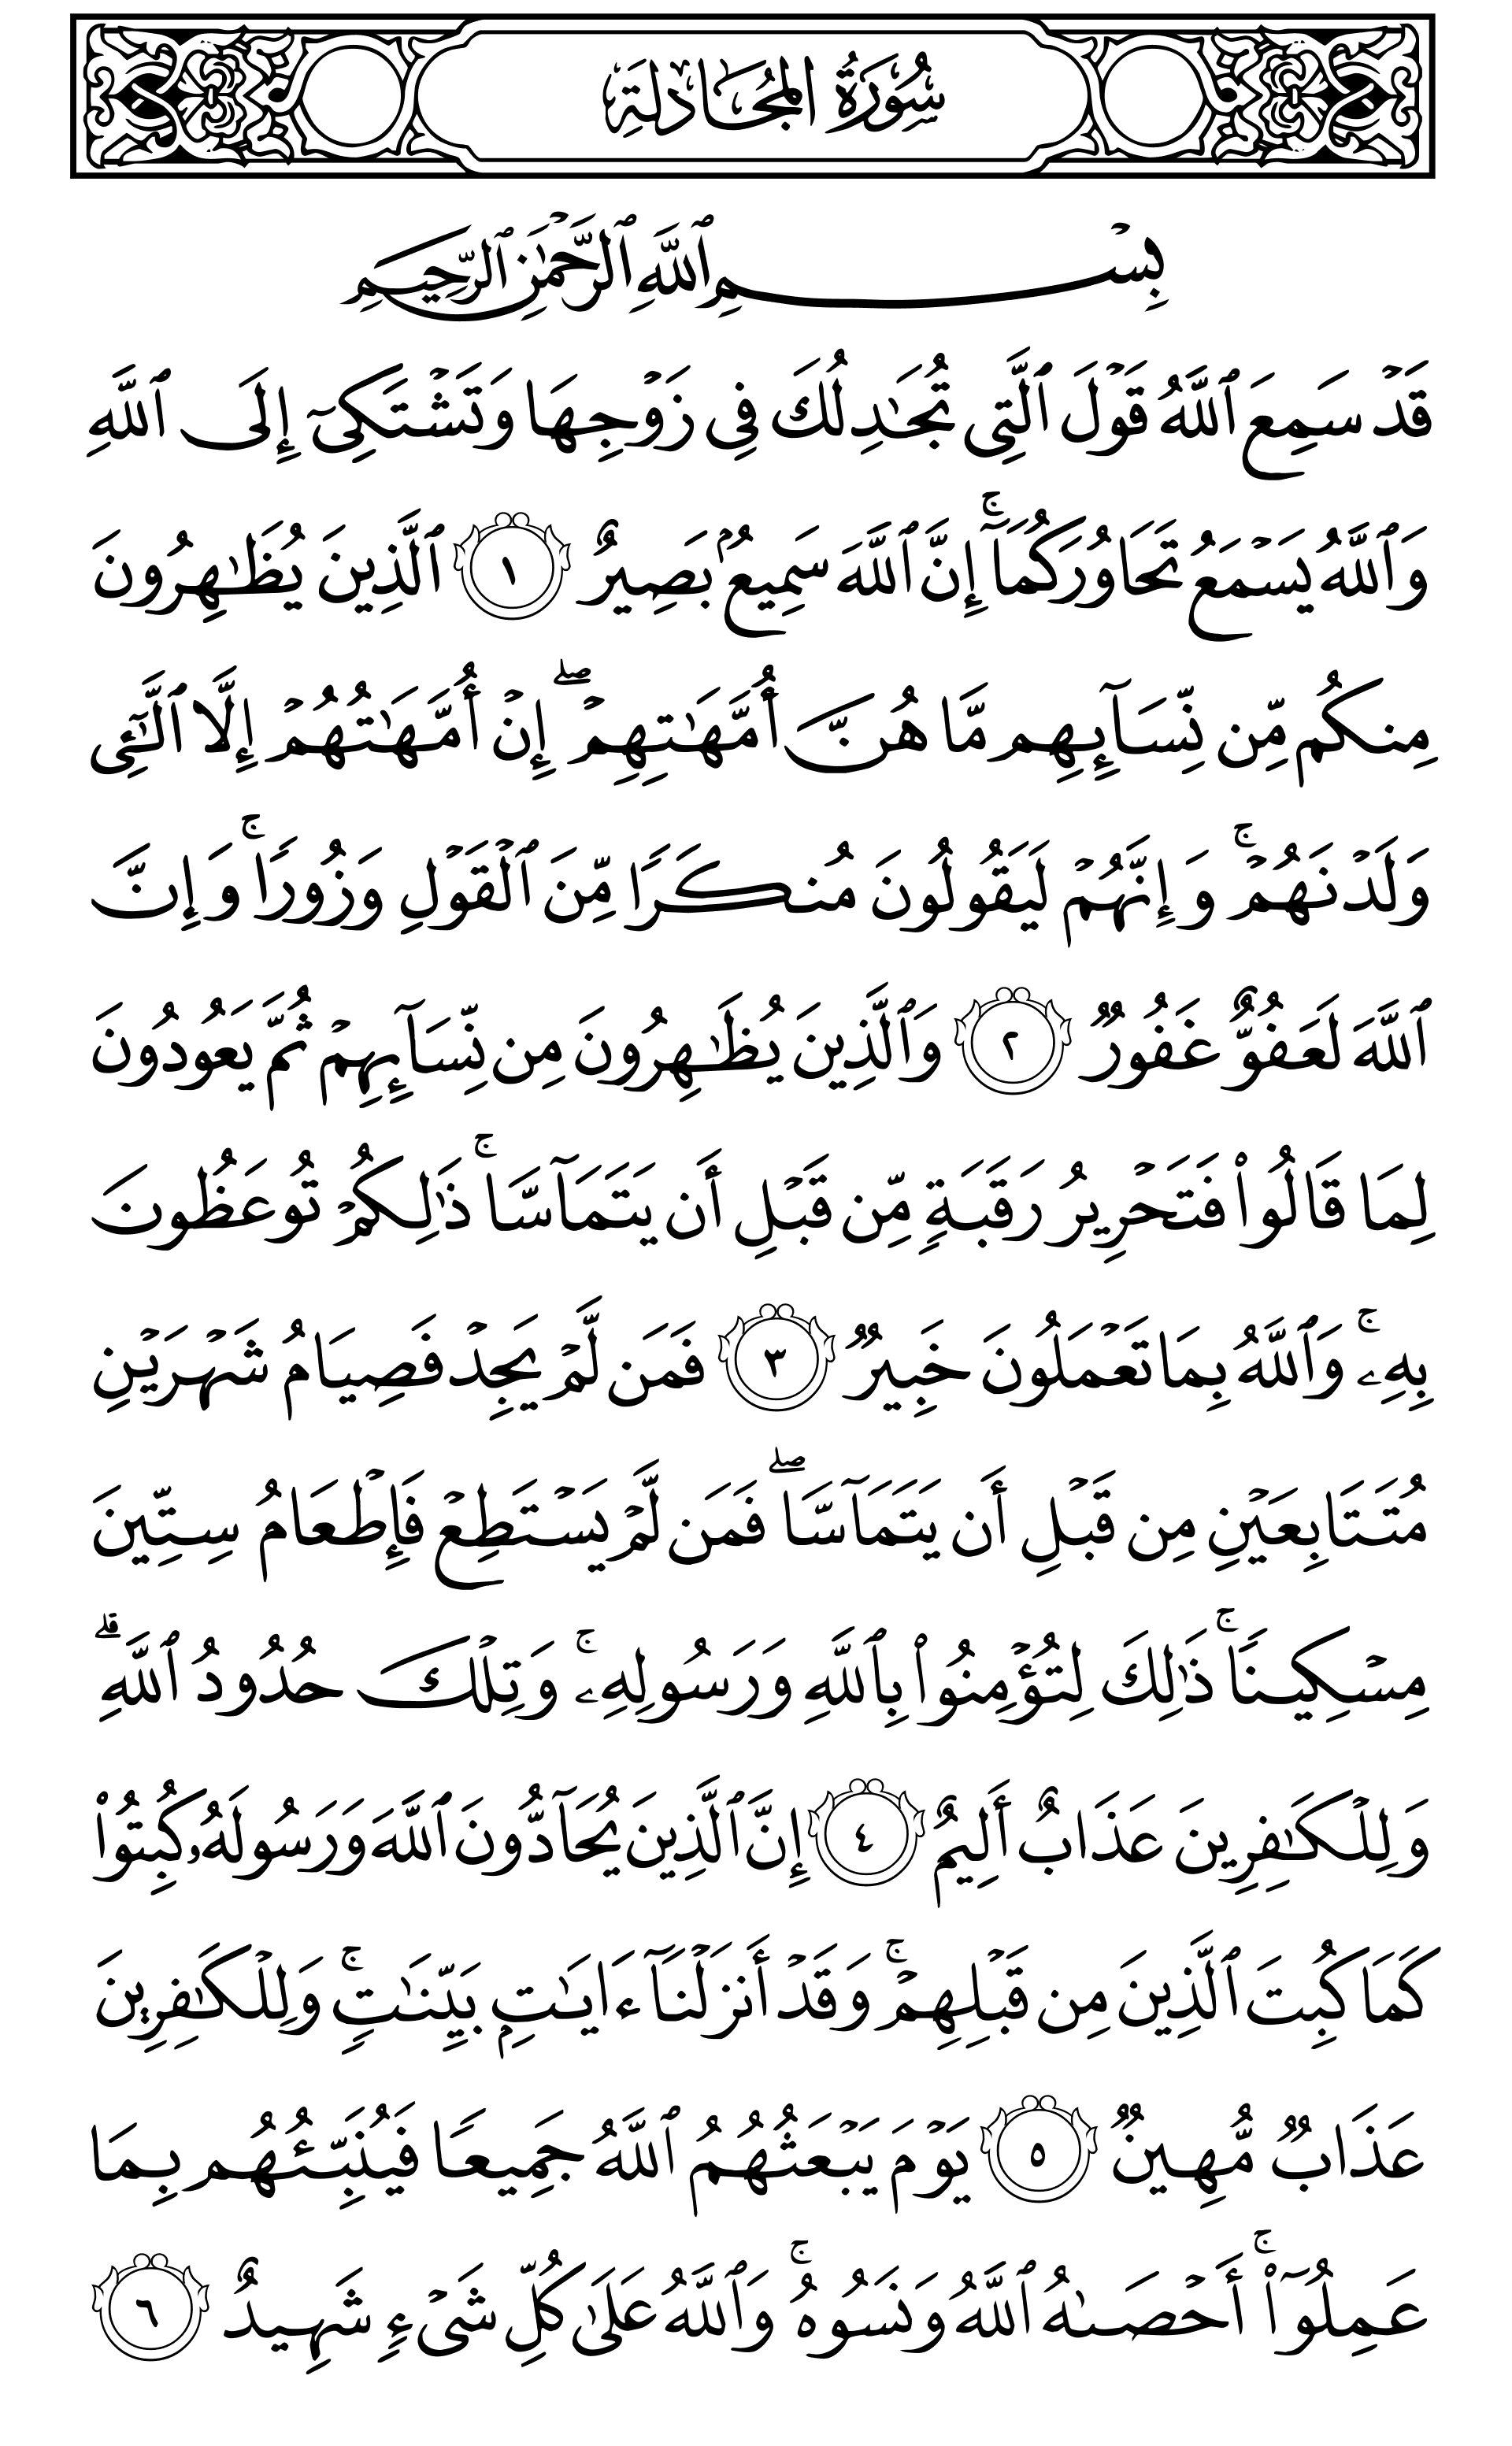 سُورَةُ المُجَادلَة
بِسۡمِ ٱللَّهِ ٱلرَّحۡمَٰنِ ٱلرَّحِيمِ
قَدۡ سَمِعَ ٱللَّهُ قَوۡلَ ٱلَّتِي تُجَٰدِلُكَ فِي زَوۡجِهَا وَتَشۡتَكِيٓ إِلَى ٱللَّهِ
وَٱللَّهُ يَسۡمَعُ تَحَاوُرَكُمَآۚ إِنَّ ٱللَّهَ سَمِيعُۢ بَصِيرٌ ١ ٱلَّذِينَ يُظَٰهِرُونَ
مِنكُم مِّن نِّسَآئِهِم مَّا هُنَّ أُمَّهَٰتِهِمۡۖ إِنۡ أُمَّهَٰتُهُمۡ إِلَّا ٱلَّٰٓـِٔي
وَلَدۡنَهُمۡۚ وَإِنَّهُمۡ لَيَقُولُونَ مُنكَرٗا مِّنَ ٱلۡقَوۡلِ وَزُورٗاۚ وَإِنَّ
ٱللَّهَ لَعَفُوٌّ غَفُورٞ ٢ وَٱلَّذِينَ يُظَٰهِرُونَ مِن نِّسَآئِهِمۡ ثُمَّ يَعُودُونَ
لِمَا قَالُواْ فَتَحۡرِيرُ رَقَبَةٖ مِّن قَبۡلِ أَن يَتَمَآسَّاۚ ذَٰلِكُمۡ تُوعَظُونَ
بِهِۦۚ وَٱللَّهُ بِمَا تَعۡمَلُونَ خَبِيرٞ ٣ فَمَن لَّمۡ يَجِدۡ فَصِيَامُ شَهۡرَيۡنِ
مُتَتَابِعَيۡنِ مِن قَبۡلِ أَن يَتَمَآسَّاۖ فَمَن لَّمۡ يَسۡتَطِعۡ فَإِطۡعَامُ سِتِّينَ
مِسۡكِينٗاۚ ذَٰلِكَ لِتُؤۡمِنُواْ بِٱللَّهِ وَرَسُولِهِۦۚ وَتِلۡكَ حُدُودُ ٱللَّهِۗ
وَلِلۡكَٰفِرِينَ عَذَابٌ أَلِيمٌ ٤ إِنَّ ٱلَّذِينَ يُحَآدُّونَ ٱللَّهَ وَرَسُولَهُۥ كُبِتُواْ
كَمَا كُبِتَ ٱلَّذِينَ مِن قَبۡلِهِمۡۚ وَقَدۡ أَنزَلۡنَآ ءَايَٰتِۭ بَيِّنَٰتٖۚ وَلِلۡكَٰفِرِينَ
عَذَابٞ مُّهِينٞ ٥ يَوۡمَ يَبۡعَثُهُمُ ٱللَّهُ جَمِيعٗا فَيُنَبِّئُهُم بِمَا
عَمِلُوٓاْۚ أَحۡصَىٰهُ ٱللَّهُ وَنَسُوهُۚ وَٱللَّهُ عَلَىٰ كُلِّ شَيۡءٖ شَهِيدٌ ٦